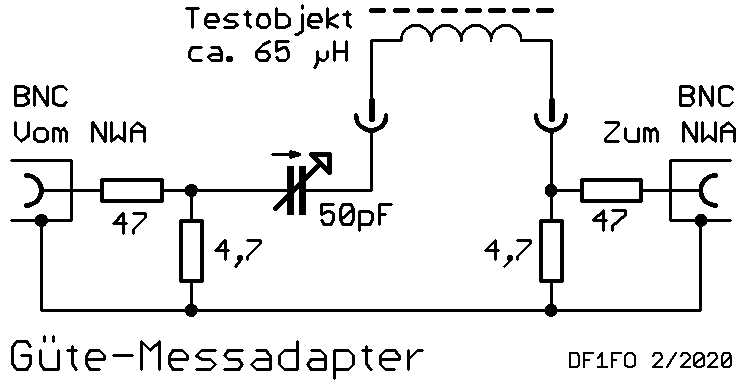 Testobjekt
ca. 65 µH
BNC
Vom NWA
BNC
Zum NWA
50pF
47
47
4,7
4,7
Güte-Messadapter
DF1FO 2/2020